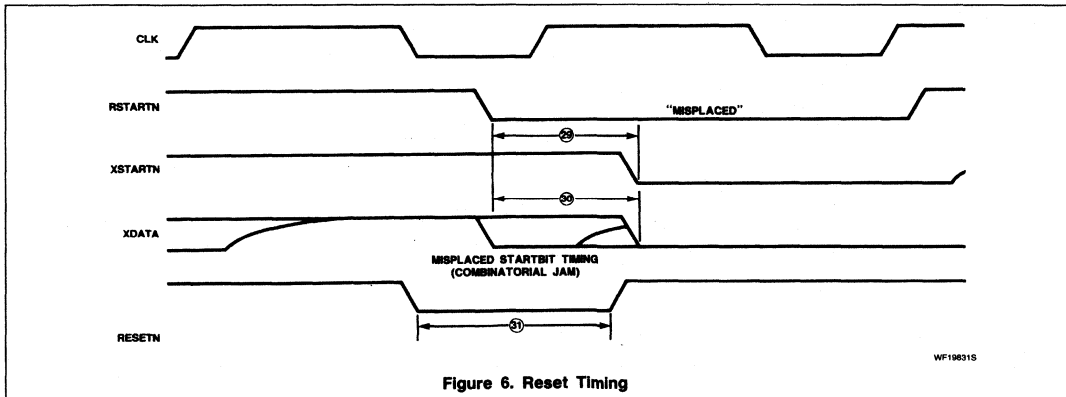 CLK
RSTARTN
"MISPLACED"
29
XSTARTN
30
XDATA
MISPLACED STARTBIT TIMING
(COMBINATORIAL JAM)
31
RESETN
WF19831S
Figure 6. Reset Timing